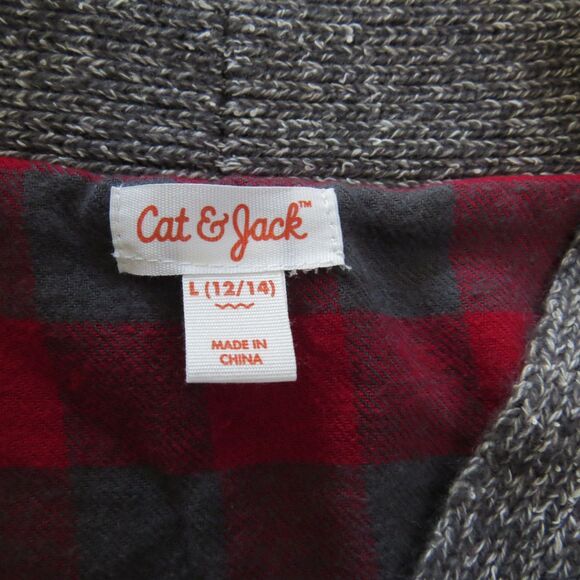 Cat & Jack™
L (12/14)
MADE IN
CHINA